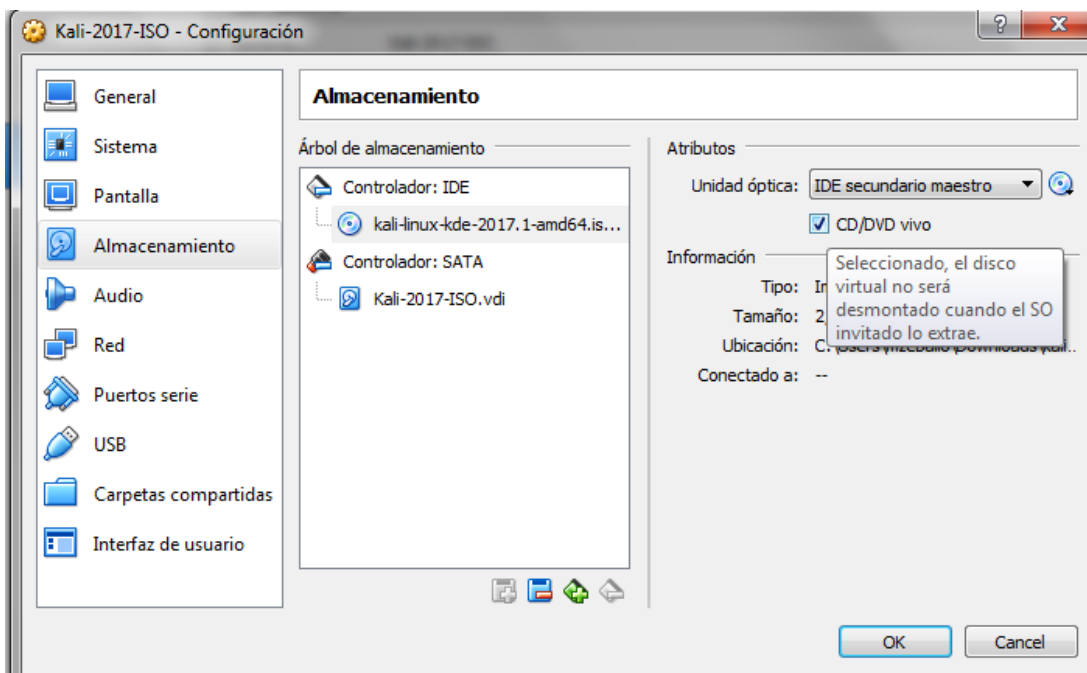 Kali-2017-ISO - Configuración
General
Sistema
Pantalla
Almacenamiento
Audio
Red
Puertos serie
USB
Carpetas compartidas
Interfaz de usuario
Almacenamiento
Árbol de almacenamiento
Controlador: IDE
kali-linux-kde-2017.1-amd64.is...
Controlador: SATA
Kali-2017-ISO.vdi
Atributos
Unidad óptica: IDE secundario maestro
CD/DVD vivo
Información
Tipo:
Tamaño: 2,
Ubicación: C:
Conectado a: --
Seleccionado, el disco
virtual no será
desmontado cuando el SO
invitado lo extrae.
OK Cancel